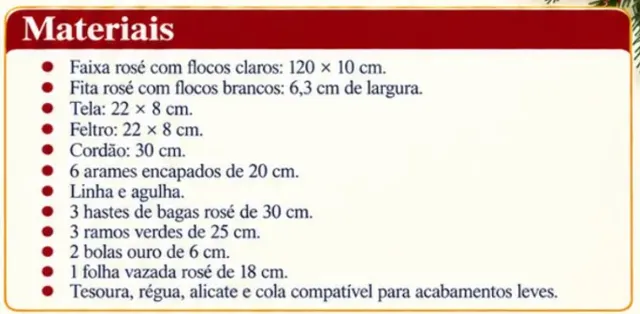 Materiais
● Faixa rosé com flocos claros: 120 × 10 cm.
● Fita rosé com flocos brancos: 6,3 cm de largura.
● Tela: 22 × 8 cm.
● Feltro: 22 × 8 cm.
● Cordão: 30 cm.
● 6 arames encapados de 20 cm.
● Linha e agulha.
● 3 hastes de bagas rosé de 30 cm.
● 3 ramos verdes de 25 cm.
● 2 bolas ouro de 6 cm.
● 1 folha vazada rosé de 18 cm.
● Tesoura, régua, alicate e cola compatível para acabamentos leves.